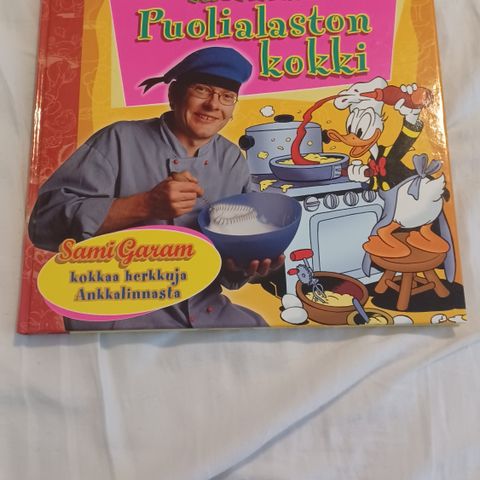 Puolialaston
kokki
Sami Garam
kokkaa herkkuja
Ankkalinnasta